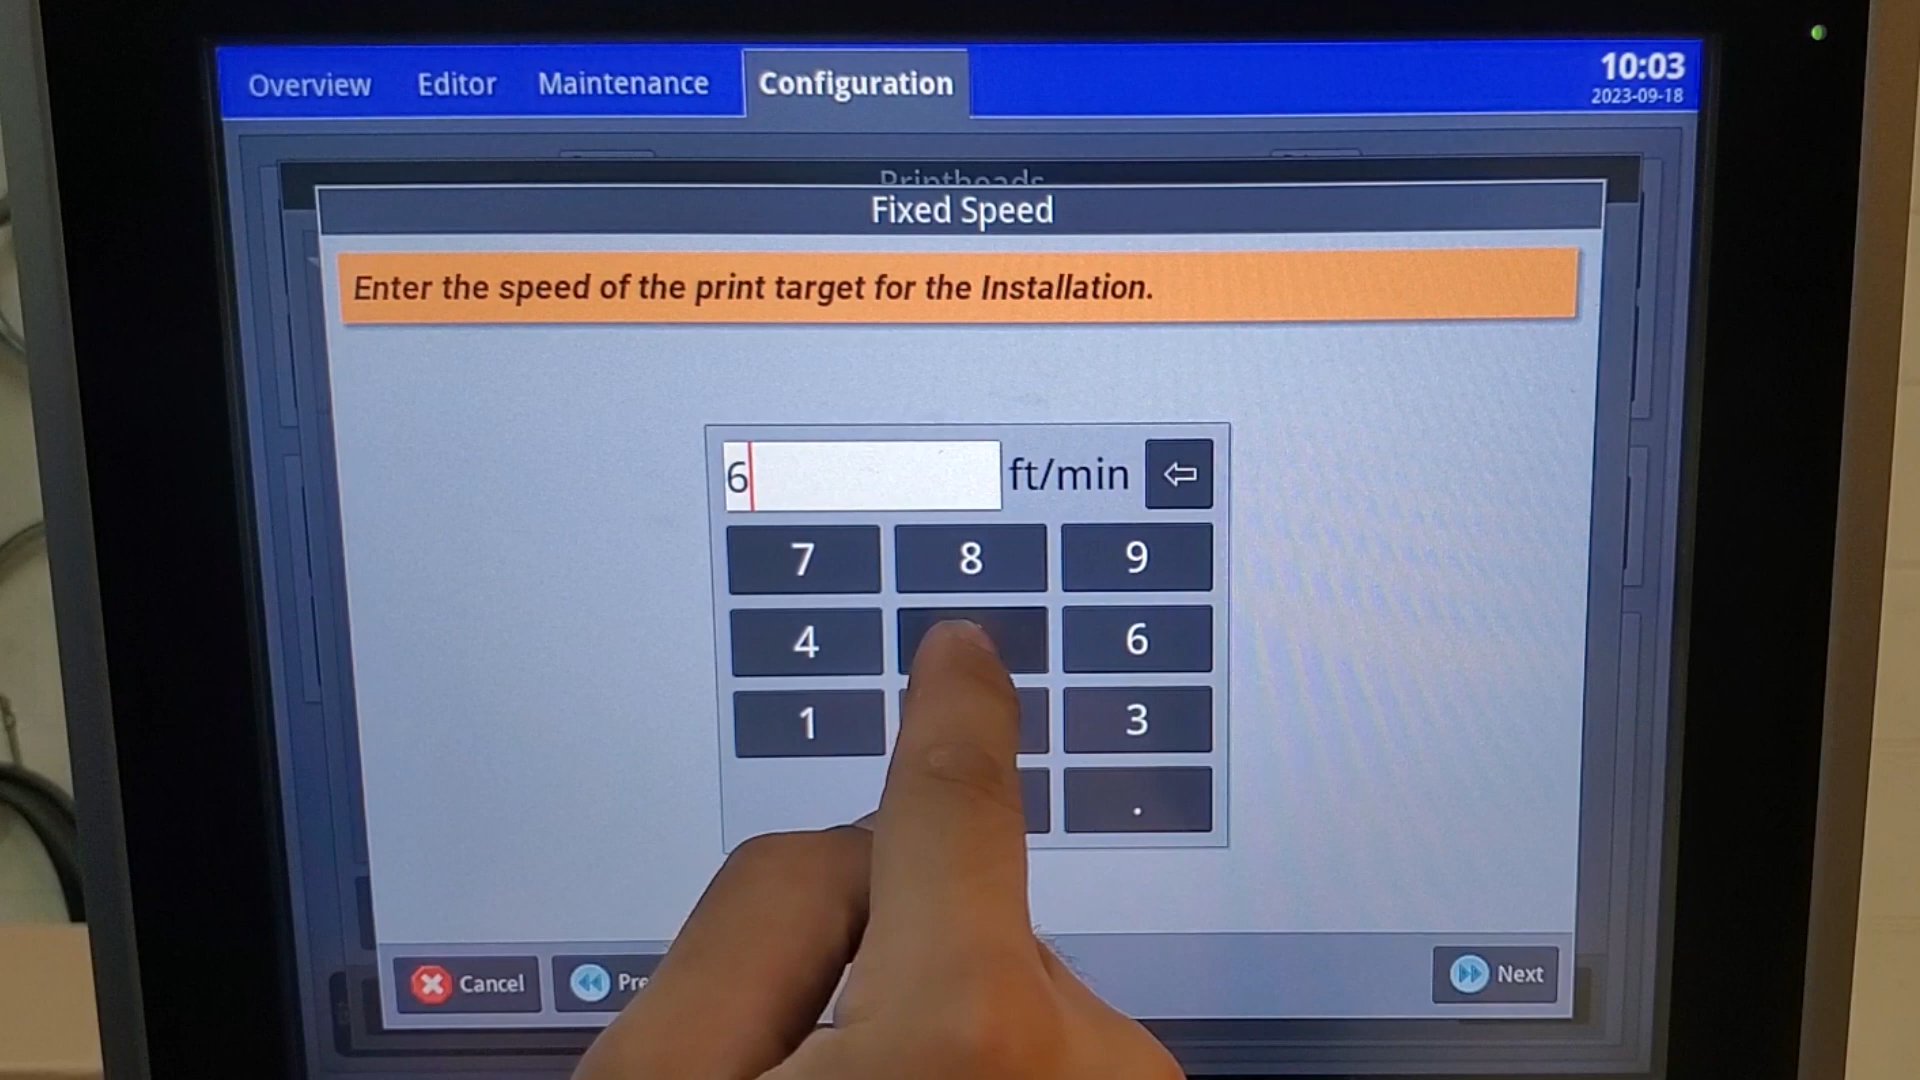 Overview Editor Maintenance Configuration 10:03
2023-09-18
Printheads
Fixed Speed
Enter the speed of the print target for the Installation.
6 ft/min
7 8 9
4 6
1 3
.
Cancel Pre Next